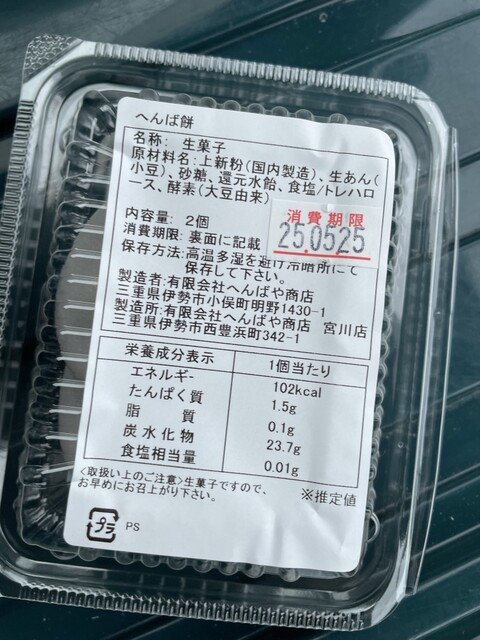 へんば餅
名称: 生菓子
原材料名:上新粉(国内製造)、生あん(
小豆)、砂糖、還元水飴、食塩/トレハロ
ース、酵素(大豆由来)
内容量: 2個
消費期限: 裏面に記載
消費期限
25.05.25
保存方法:高温多湿を避け冷暗所にて
保存して下さい。
製造者:有限会社へんばや商店
三重県伊勢市小俣町明野1430-1
製造所:有限会社へんばや商店 宮川店
三重県伊勢市西豊浜町342-1
栄養成分表示 1個当たり
エネルギー 102kcal
たんぱく質 1.5g
脂質 0.1g
炭水化物 23.7g
食塩相当量 0.01g
※推定値
<取扱い上のご注意>生菓子ですので、
お早めにお召上がり下さい。
プラ PS